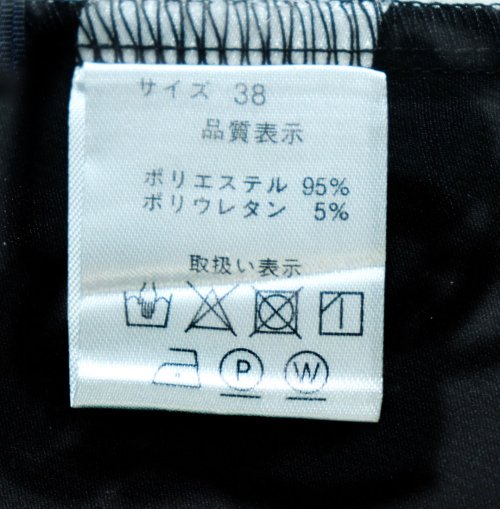 サイズ 38
品質表示
ポリエステル 95%
ポリウレタン 5%
取扱い表示
P W